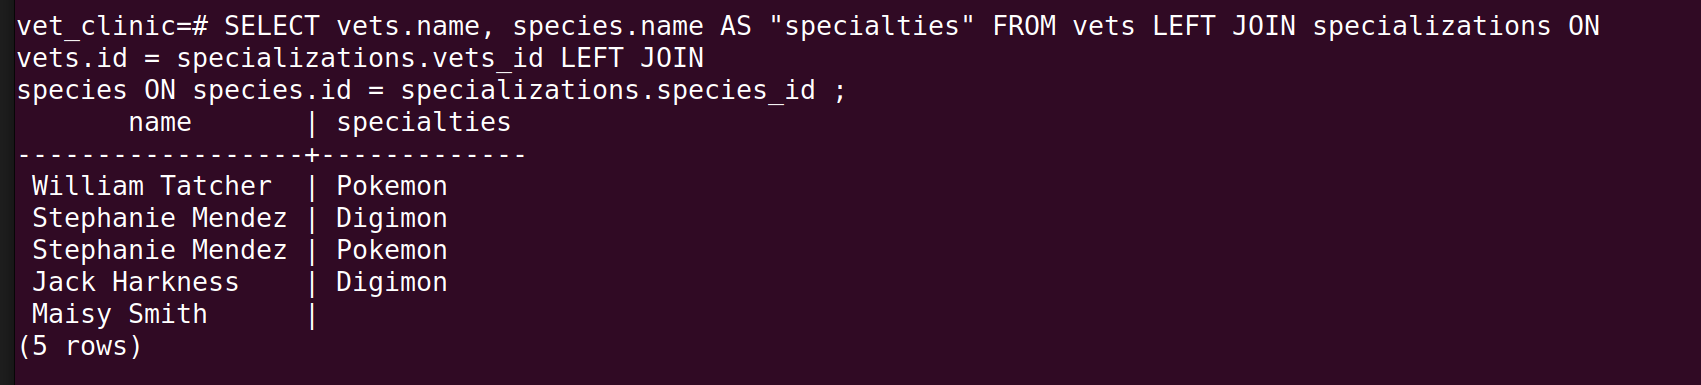 vet_clinic=# SELECT vets.name, species.name AS "specialties" FROM vets LEFT JOIN specializations ON
vets.id = specializations.vets_id LEFT JOIN
species ON species.id = specializations.species_id ;
       name       | specialties
------------------+-------------
 William Tatcher  | Pokemon
 Stephanie Mendez | Digimon
 Stephanie Mendez | Pokemon
 Jack Harkness    | Digimon
 Maisy Smith      |
(5 rows)